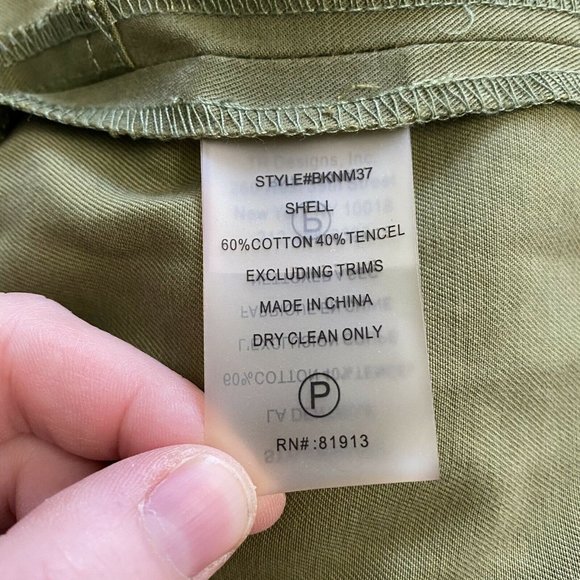 STYLE#BKNM37
SHELL
60%COTTON 40%TENCEL
EXCLUDING TRIMS
MADE IN CHINA
DRY CLEAN ONLY
P
RN#:81913